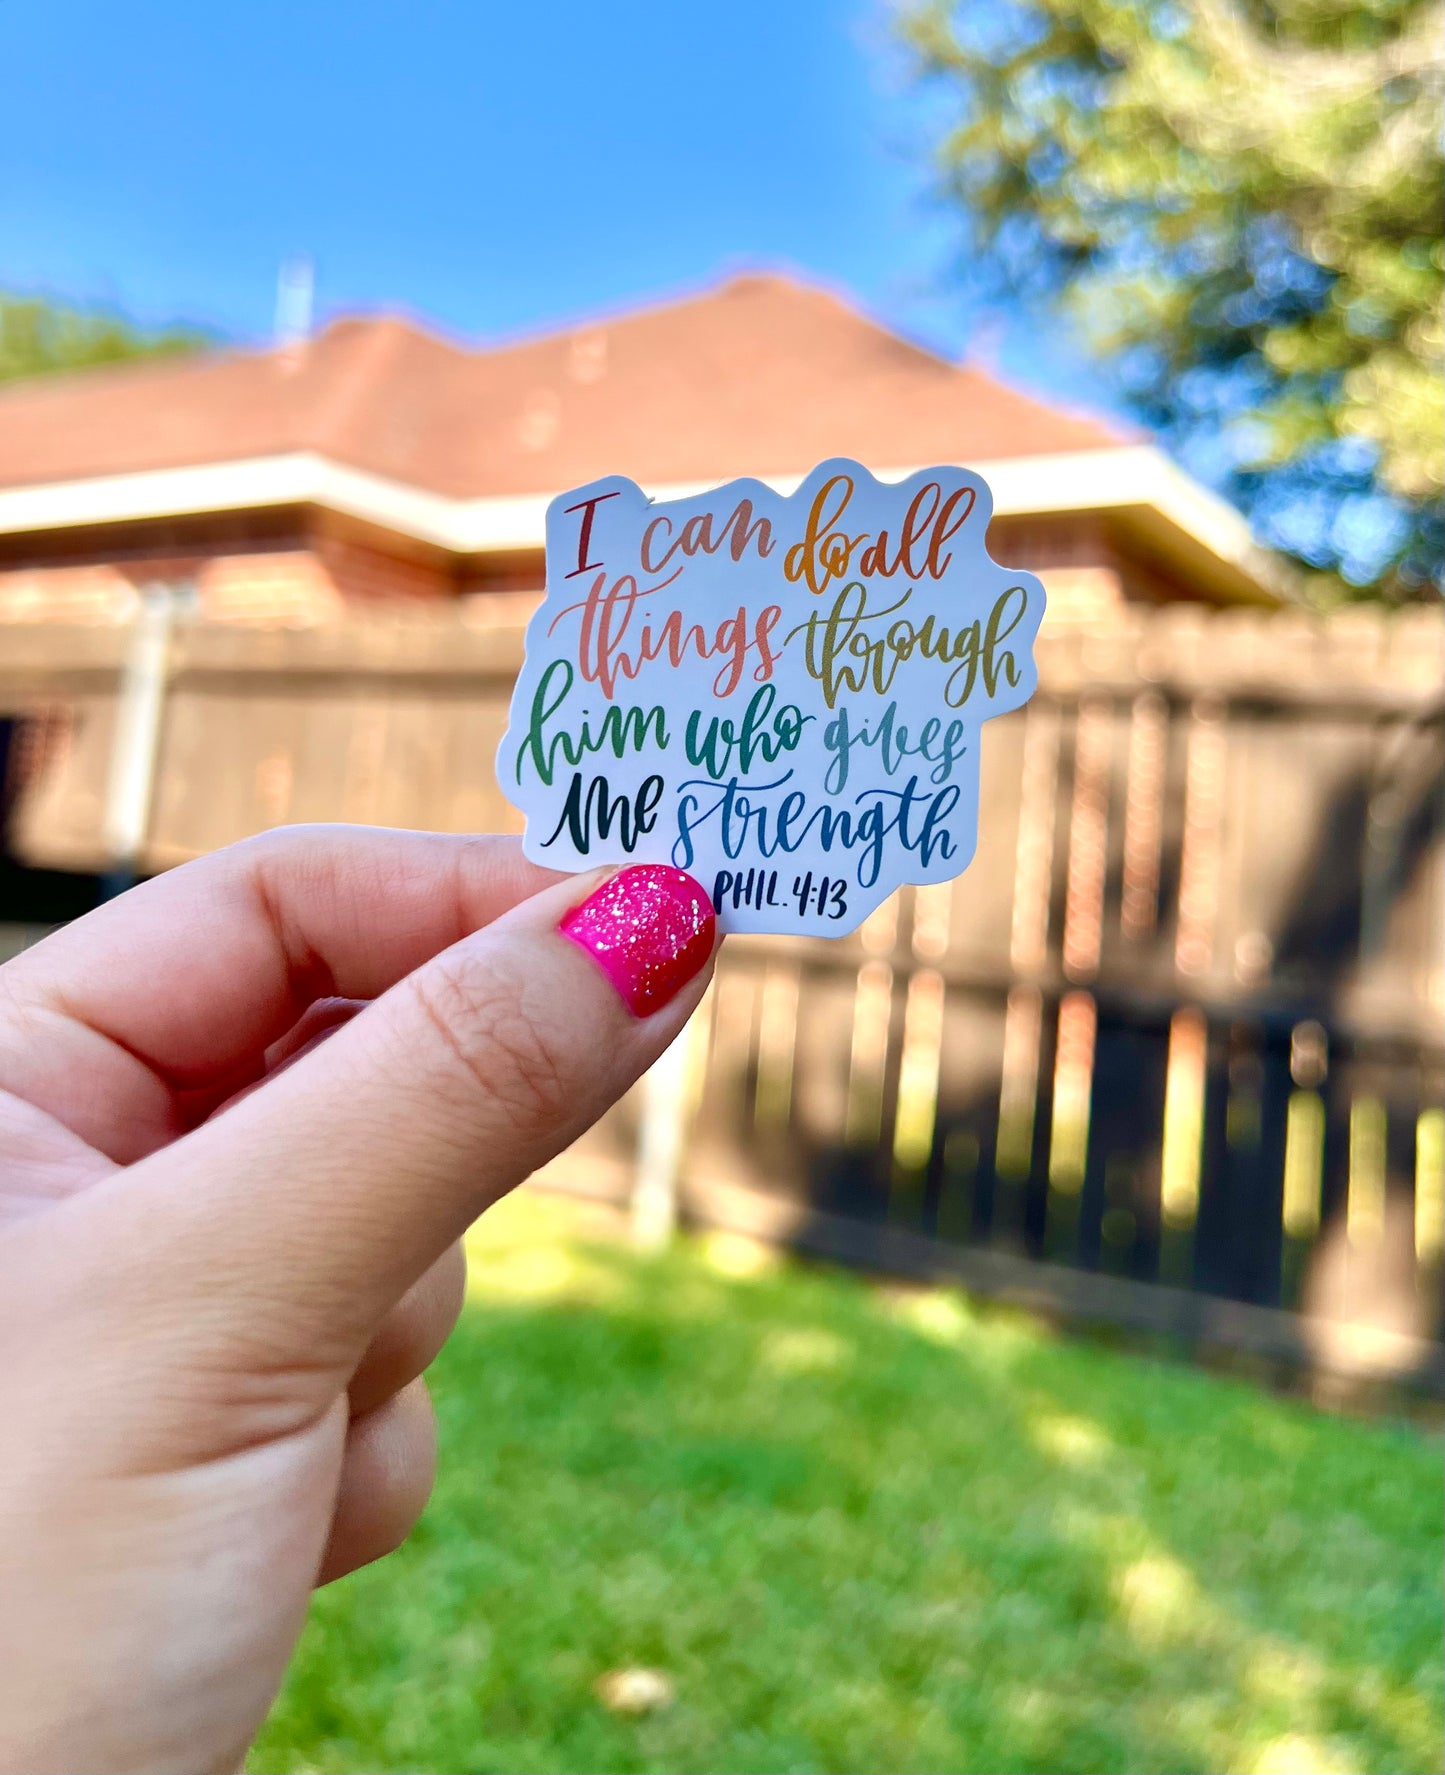 I can do all
things through
him who gives
me strength
PHIL. 4:13